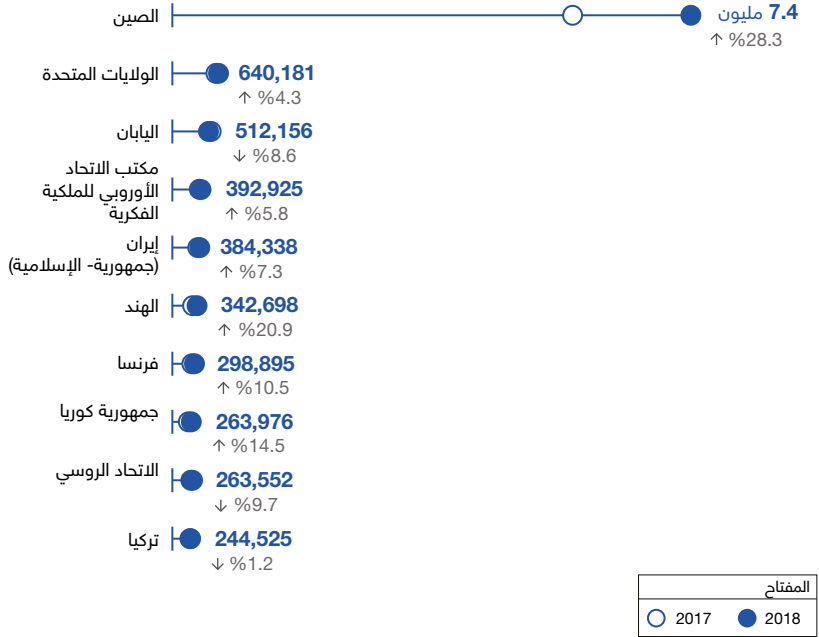 الصين
7.4 مليون
↑ %28.3
الولايات المتحدة
640,181
↑ %4.3
اليابان
512,156
↓ %8.6
مكتب الاتحاد
الأوروبي للملكية
الفكرية
392,925
↑ %5.8
إيران
(جمهورية- الإسلامية)
384,338
↑ %7.3
الهند
342,698
↑ %20.9
فرنسا
298,895
↑ %10.5
جمهورية كوريا
263,976
↑ %14.5
الاتحاد الروسي
263,552
↓ %9.7
تركيا
244,525
↓ %1.2
المفتاح
2018
2017